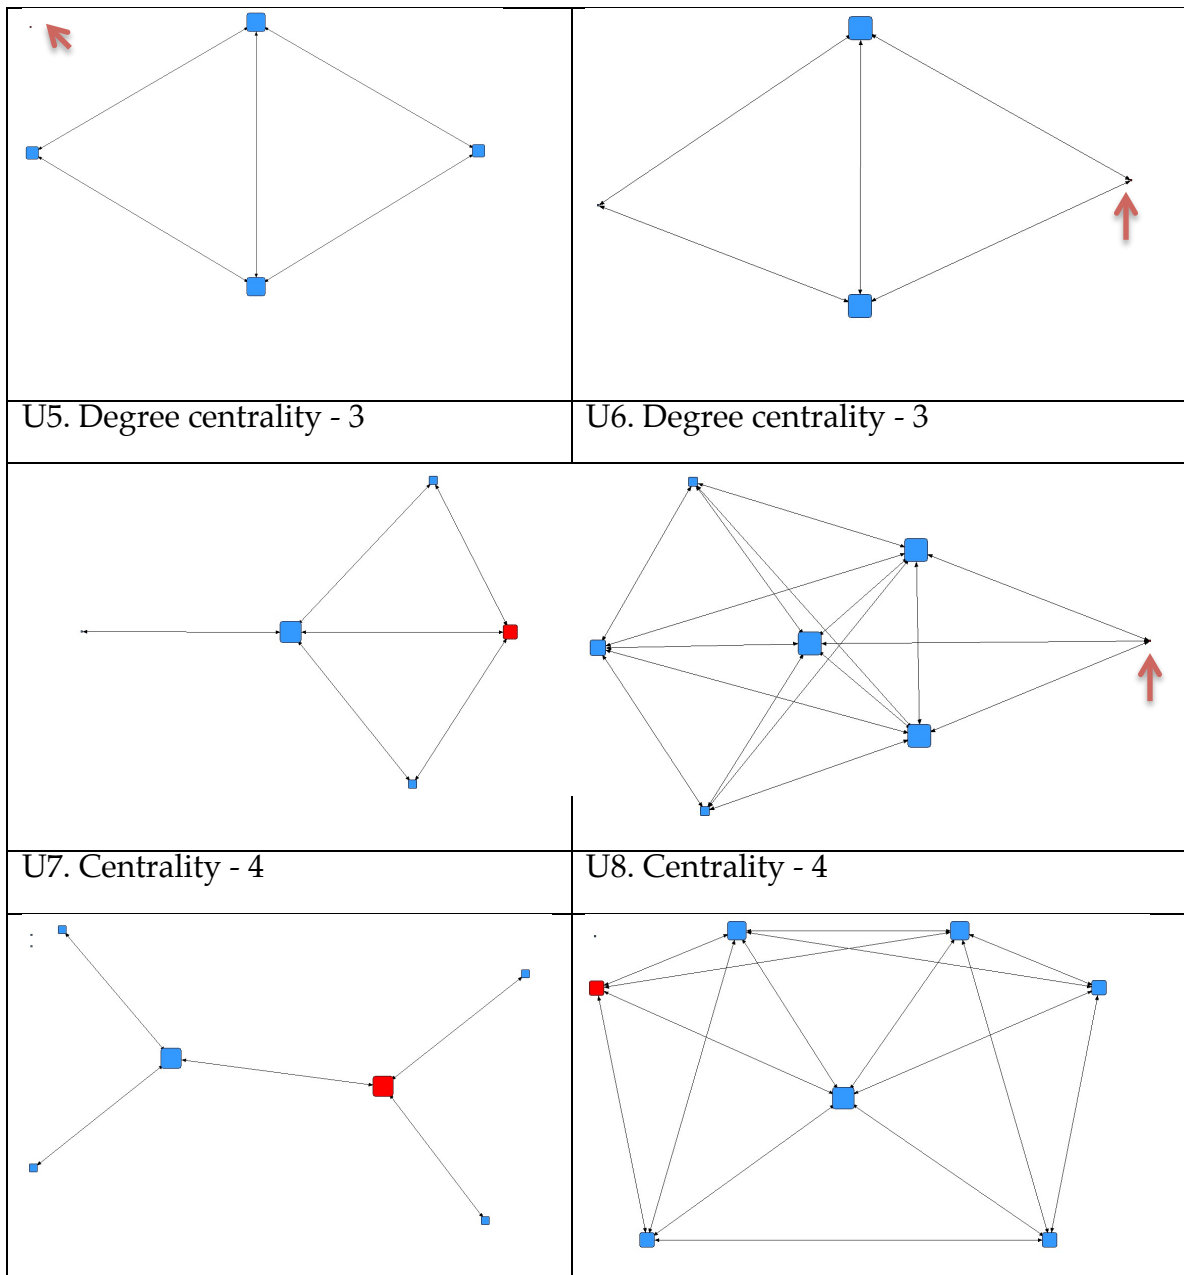 U5. Degree centrality - 3
U6. Degree centrality - 3
U7. Centrality - 4
U8. Centrality - 4